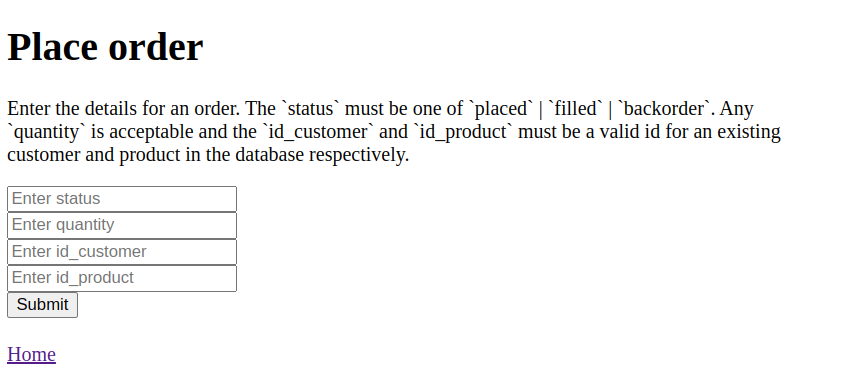 Place order
Enter the details for an order. The `status` must be one of `placed` | `filled` | `backorder`. Any
`quantity` is acceptable and the `id_customer` and `id_product` must be a valid id for an existing
customer and product in the database respectively.
Enter status
Enter quantity
Enter id_customer
Enter id_product
Submit
Home